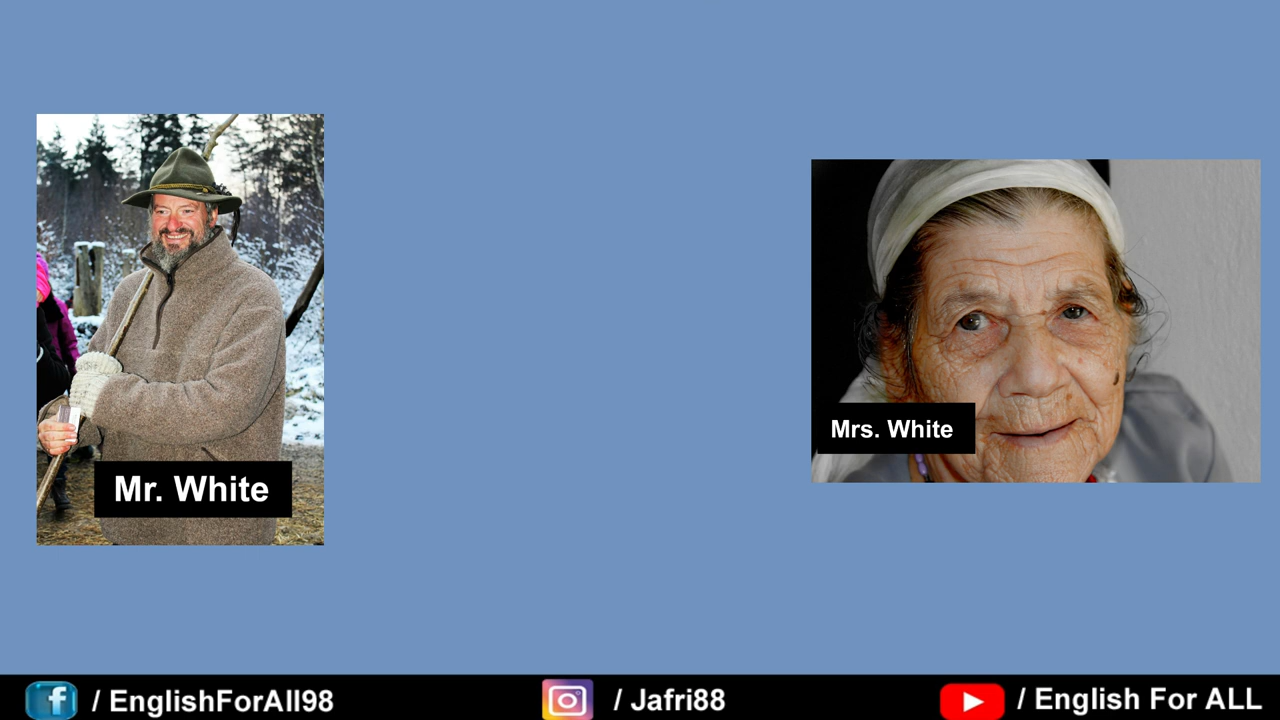 Mr. White
Mrs. White
/ EnglishForAll98
/ Jafri88
/ English For ALL